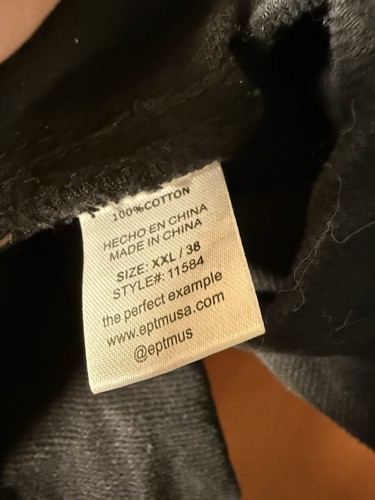 100%COTTON
HECHO EN CHINA
MADE IN CHINA
SIZE: XXL / 38
STYLE#: 11584
the perfect example
www.eptmusa.com
@eptmus